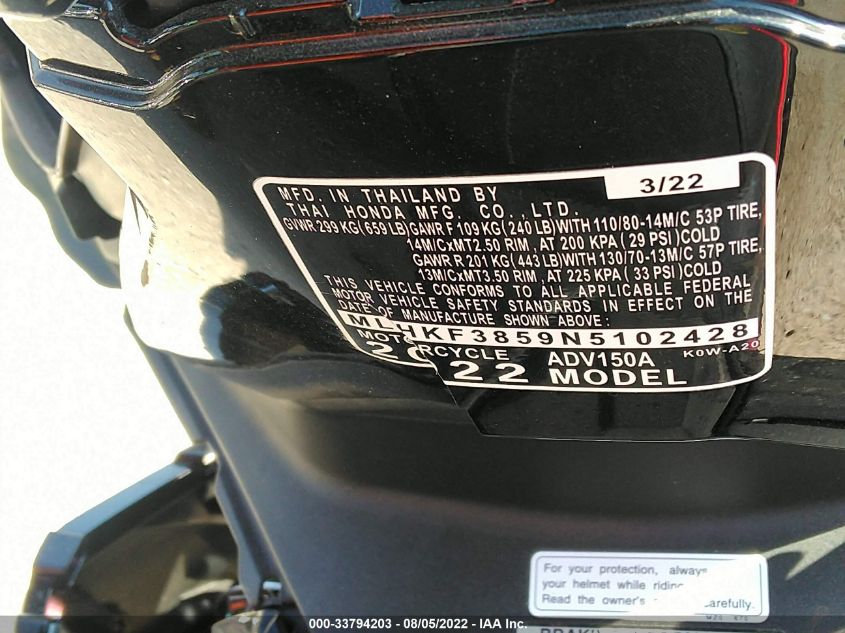 3/22
MFD. IN THAILAND BY
THAI HONDA MFG. CO.,LTD.
GVWR 299 KG(659 LB)GAWR F 109 KG(240 LB)WITH 110/80-14M/C 53P TIRE,
14M/CxMT2.50 RIM, AT 200 KPA(29 PSI)COLD
GAWR R 201 KG(443 LB)WITH 130/70-13M/C 57P TIRE,
13M/CxMT3.50 RIM, AT 225 KPA(33 PSI)COLD
THIS VEHICLE CONFORMS TO ALL APPLICABLE FEDERAL
MOTOR VEHICLE SAFETY STANDARDS IN EFFECT ON THE
DATE OF MANUFACTURE SHOWN ABOVE:
MLHKF3859N5102428
MOTORCYCLE ADV150A K0W-A20
2022 MODEL
For your protection, always
your helmet while riding
Read the owner's carefully.
000-33794203 - 08/05/2022 - IAA Inc.